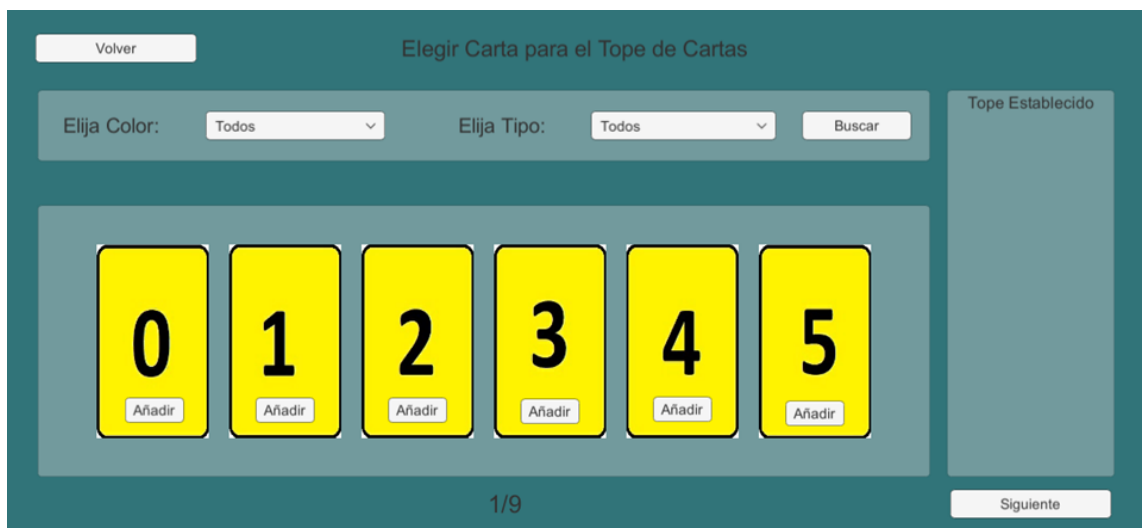 Volver
Elegir Carta para el Tope de Cartas
Elija Color:
Todos
Elija Tipo:
Todos
Buscar
Tope Establecido
0 1 2 3 4 5
Añadir Añadir Añadir Añadir Añadir Añadir
1/9
Siguiente